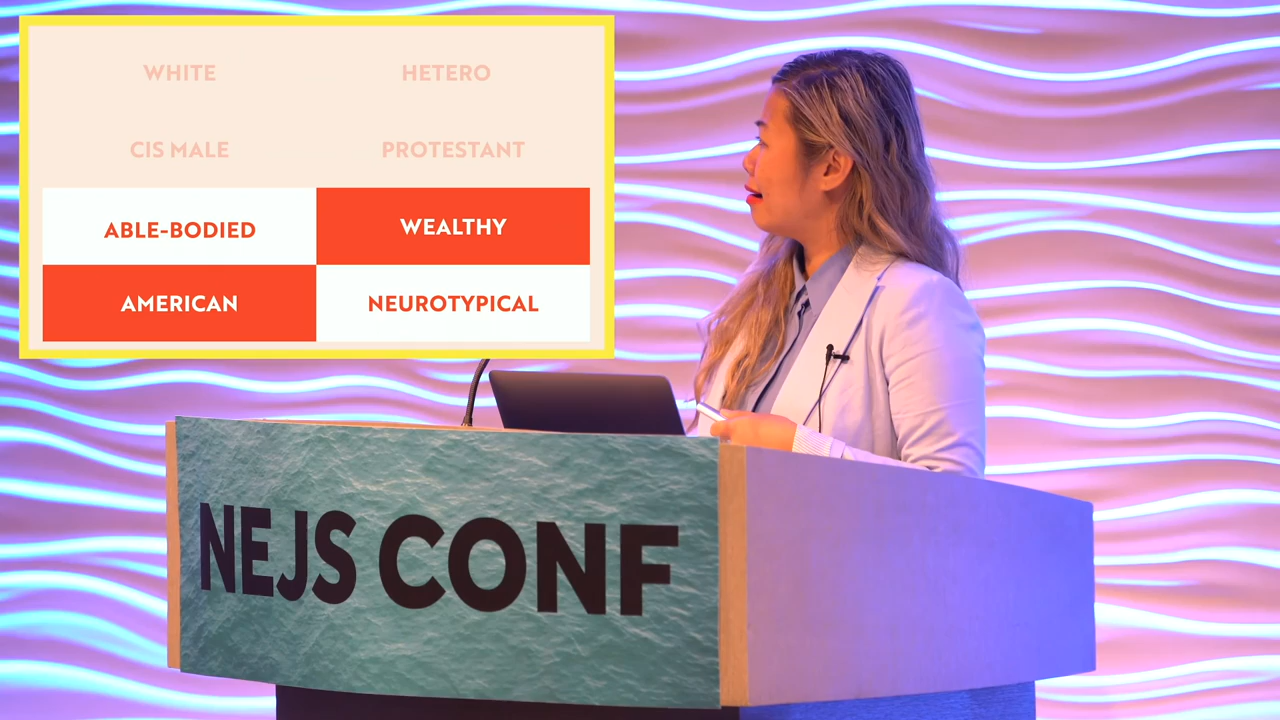 WHITE HETERO
CIS MALE PROTESTANT
ABLE-BODIED WEALTHY
AMERICAN NEUROTYPICAL
NEJS CONF